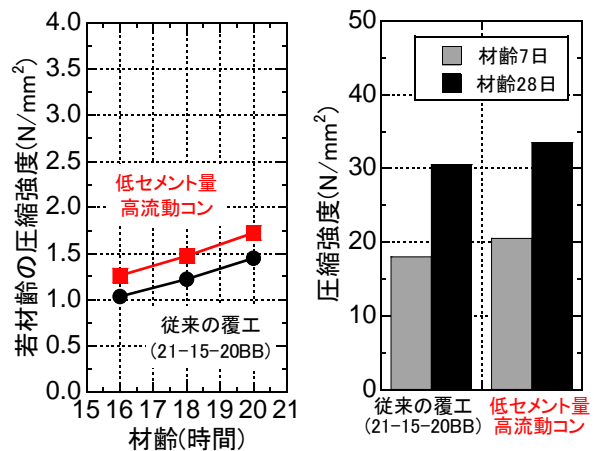 若材齢の圧縮強度(N/mm²)
4.0
3.5
3.0
2.5
2.0
1.5
1.0
0.5
0.0
低セメント量
高流動コン
従来の覆工
(21-15-20BB)
15 16 17 18 19 20 21
材齢(時間)
圧縮強度(N/mm²)
50
40
30
20
10
0
材齢7日
材齢28日
従来の覆工
(21-15-20BB)
低セメント量
高流動コン